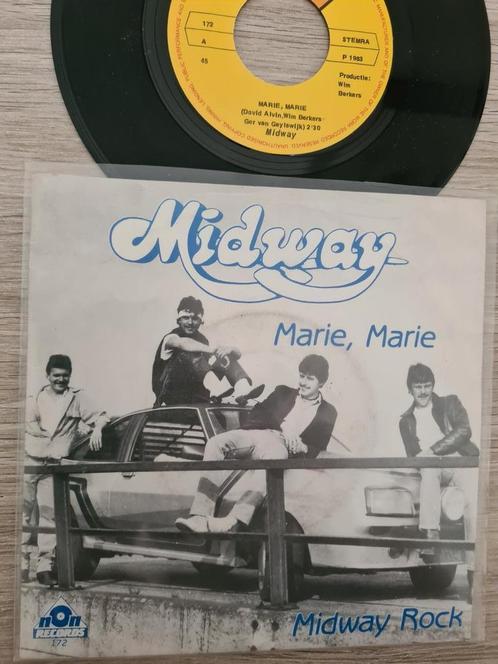 172
A
45
STEMRA
P 1983
Productie:
Wim
Berkers
MARIE, MARIE
(David Alvin, Wim Berkers
Ger van Geytswijk) 2'30
Midway
Midway
Marie, Marie
Midway Rock
nOn
RECORDS
172